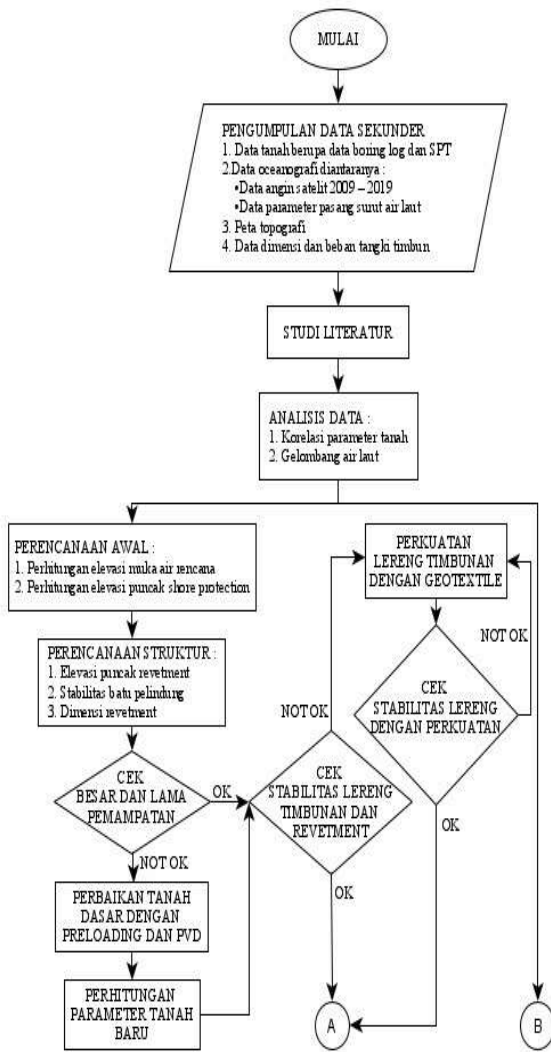 MULAI
PENGUMPULAN DATA SEKUNDER
1. Data tanah berupa data boring log dan SPT
2.Data oceanografi diantaranya :
•Data angin satelit 2009 – 2019
•Data parameter pasang surut air laut
3. Peta topografi
4. Data dimensi dan beban tangki timbun
STUDI LITERATUR
ANALISIS DATA :
1. Korelasi parameter tanah
2. Gelombang air laut
PERENCANAAN AWAL :
1. Perhitungan elevasi muka air rencana
2. Perhitungan elevasi puncak shore protection
PERENCANAAN STRUKTUR :
1. Elevasi puncak revetment
2. Stabilitas batu pelindung
3. Dimensi revetment
CEK
BESAR DAN LAMA
PEMAMPATAN
OK
NOT OK
PERBAIKAN TANAH
DASAR DENGAN
PRELOADING DAN PVD
PERHITUNGAN
PARAMETER TANAH
BARU
CEK
STABILITAS LERENG
TIMBUNAN DAN
REVETMENT
NOT OK
OK
PERKUATAN
LERENG TIMBUNAN
DENGAN GEOTEXTILE
CEK
STABILITAS LERENG
DENGAN PERKUATAN
NOT OK
OK
A
B